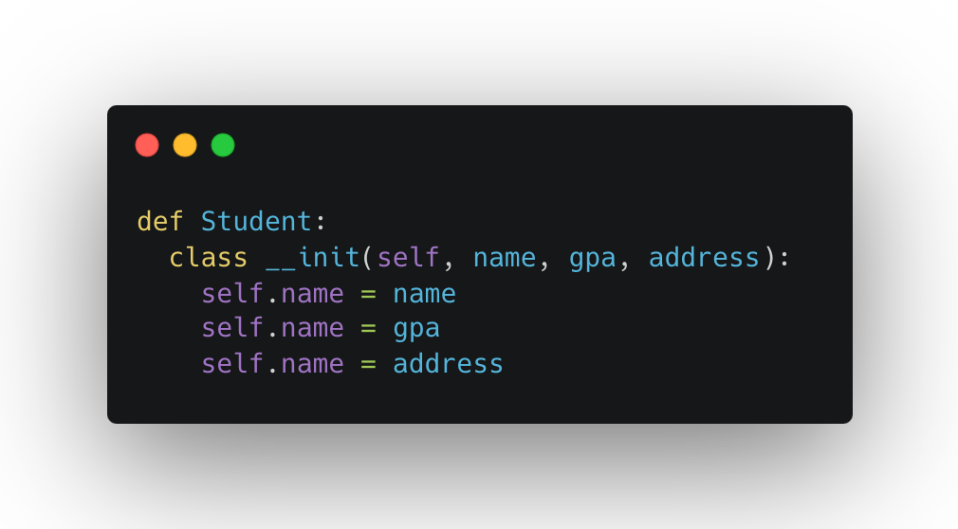 def Student:
  class __init(self, name, gpa, address):
    self.name = name
    self.name = gpa
    self.name = address